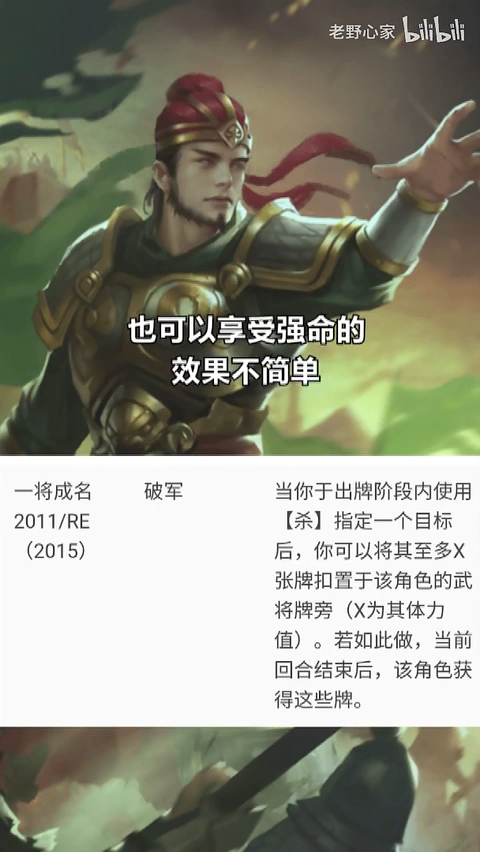 老野心家 bilibili
也可以享受强命的
效果不简单
一将成名
2011/RE
（2015）
破军
当你于出牌阶段内使用
【杀】指定一个目标
后，你可以将其至多X
张牌扣置于该角色的武
将牌旁（X为其体力
值）。若如此做，当前
回合结束后，该角色获
得这些牌。